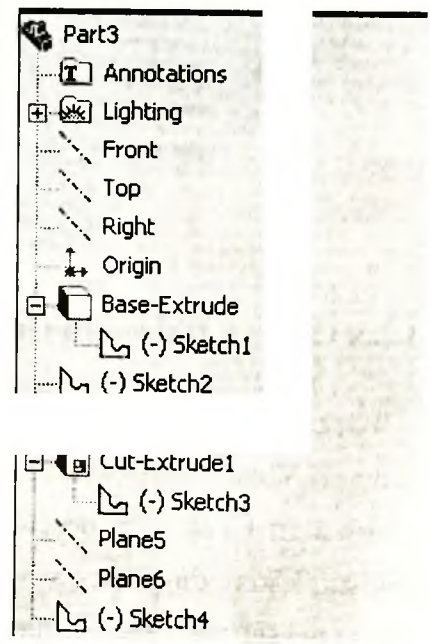 Part3
Annotations
Lighting
Front
Top
Right
Origin
Base-Extrude
(-) Sketch1
(-) Sketch2
Cut-Extrude1
(-) Sketch3
Plane5
Plane6
(-) Sketch4